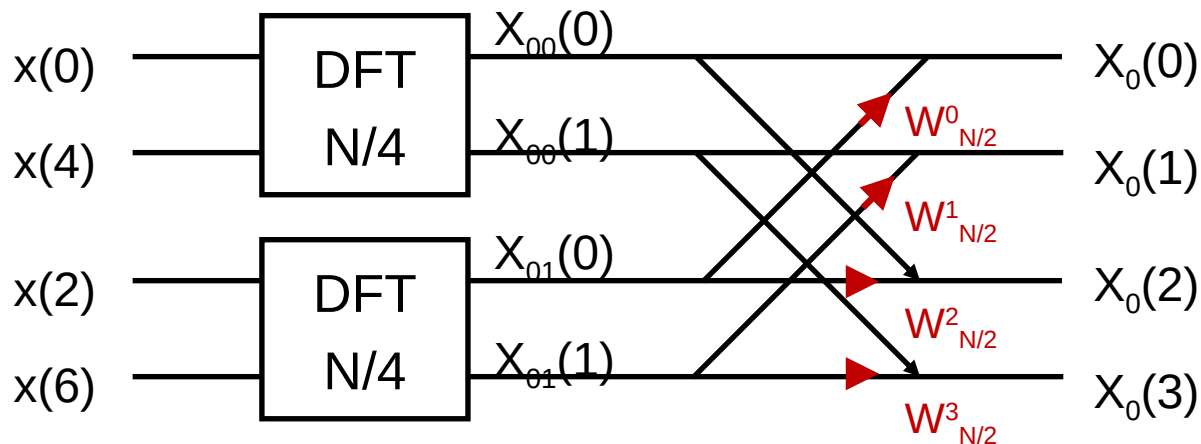 x(0)
DFT
N/4
X₀₀(0)
X₀(0)
W⁰N/2
x(4)
X₀₀(1)
X₀(1)
W¹N/2
x(2)
DFT
N/4
X₀₁(0)
X₀(2)
W²N/2
x(6)
X₀₁(1)
X₀(3)
W³N/2